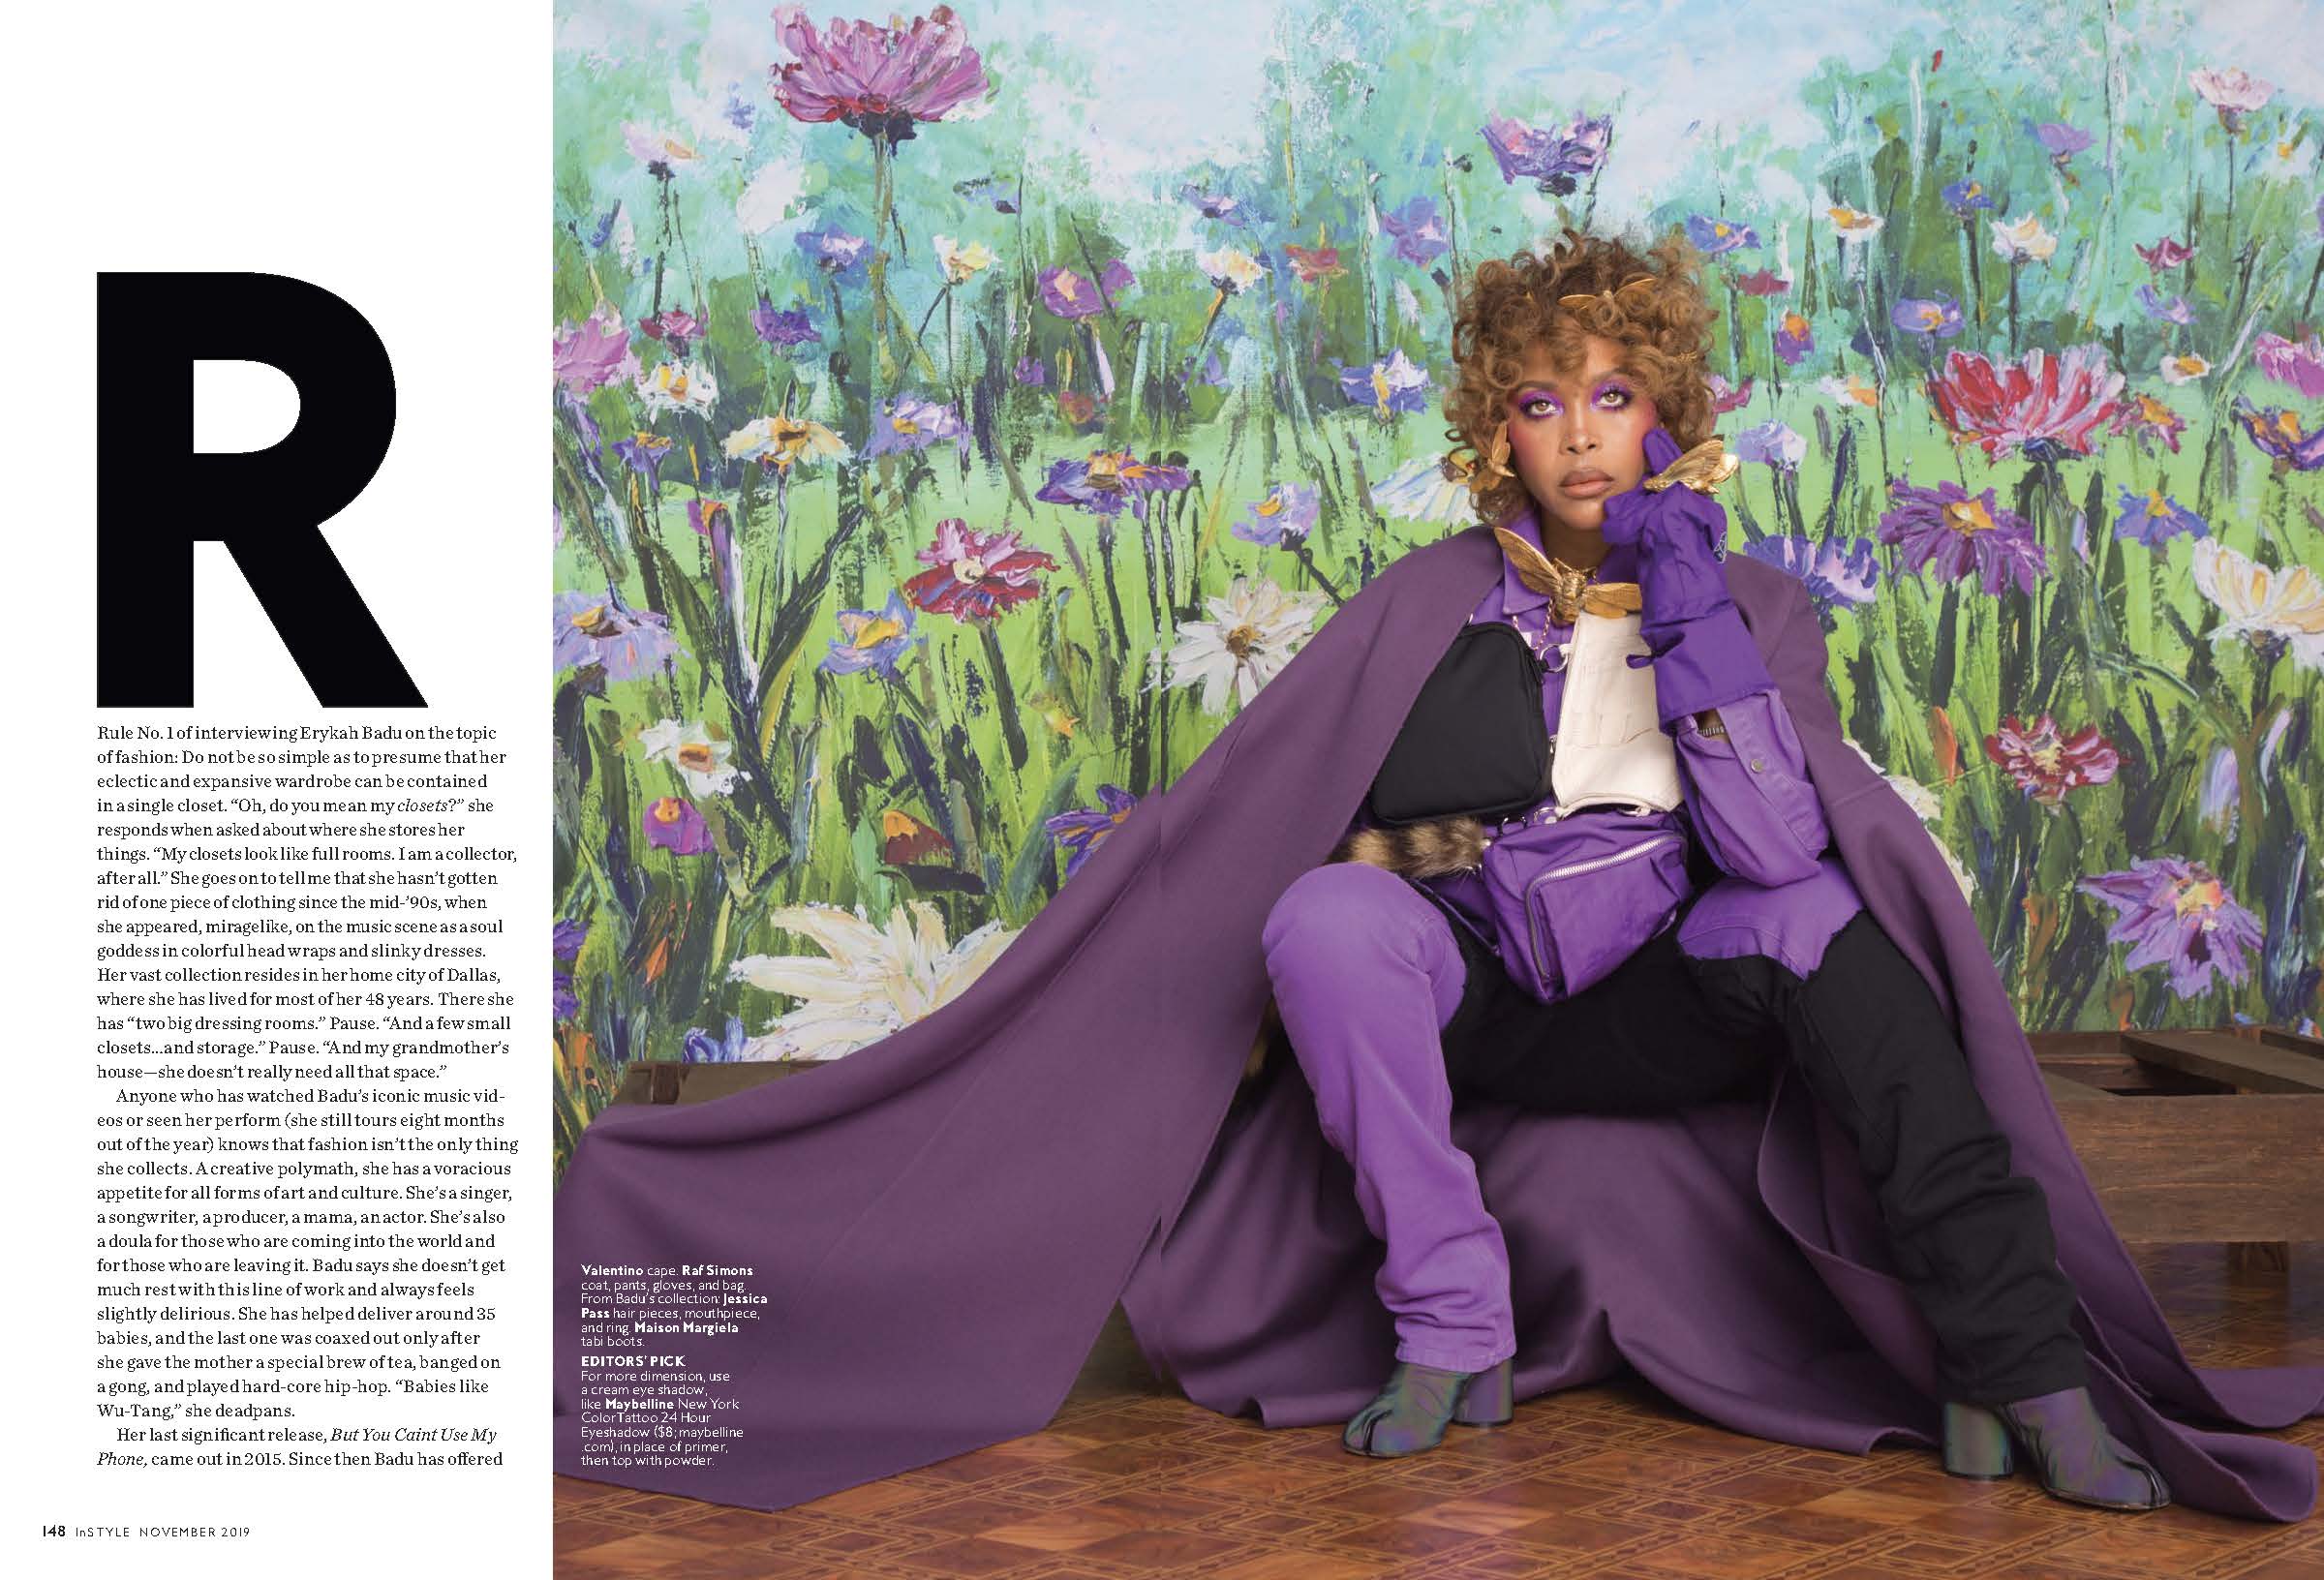 R
Rule No. 1 of interviewing Erykah Badu on the topic
of fashion: Do not be so simple as to presume that her
eclectic and expansive wardrobe can be contained
in a single closet. “Oh, do you mean my closets?” she
responds when asked about where she stores her
things. “My closets look like full rooms. I am a collector,
after all.” She goes on to tell me that she hasn’t gotten
rid of one piece of clothing since the mid-’90s, when
she appeared, miragelike, on the music scene as a soul
goddess in colorful head wraps and slinky dresses.
Her vast collection resides in her home city of Dallas,
where she has lived for most of her 48 years. There she
has “two big dressing rooms.” Pause. “And a few small
closets...and storage.” Pause. “And my grandmother’s
house—she doesn’t really need all that space.”
Anyone who has watched Badu’s iconic music vid-
eos or seen her perform (she still tours eight months
out of the year) knows that fashion isn’t the only thing
she collects. A creative polymath, she has a voracious
appetite for all forms of art and culture. She’s a singer,
a songwriter, a producer, a mama, an actor. She’s also
a doula for those who are coming into the world and
for those who are leaving it. Badu says she doesn’t get
much rest with this line of work and always feels
slightly delirious. She has helped deliver around 35
babies, and the last one was coaxed out only after
she gave the mother a special brew of tea, banged on
a gong, and played hard-core hip-hop. “Babies like
Wu-Tang,” she deadpans.
Her last significant release, But You Caint Use My
Phone, came out in 2015. Since then Badu has offered
148 InSTYLE NOVEMBER 2019
Valentino cape. Raf Simons
coat, pants, gloves, and bag.
From Badu’s collection: Jessica
Pass hair pieces, mouthpiece,
and ring. Maison Margiela
tabi boots.
EDITORS’ PICK
For more dimension, use
a cream eye shadow,
like Maybelline New York
ColorTattoo 24 Hour
Eyeshadow ($8; maybelline
.com), in place of primer,
then top with powder.